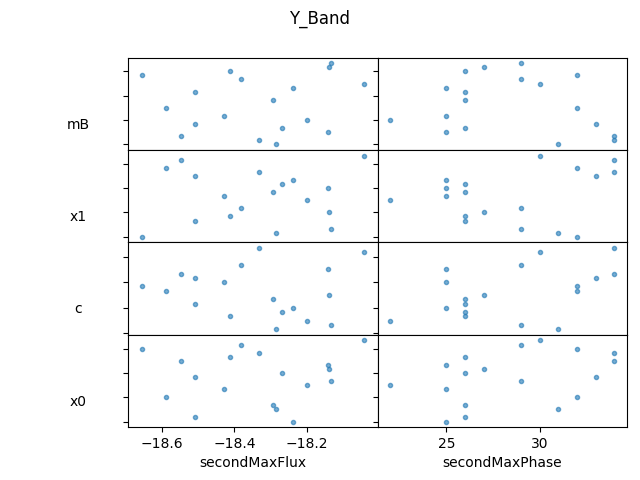 Y_Band
mB
x1
c
x0
−18.6 −18.4 −18.2 25 30
secondMaxFlux secondMaxPhase